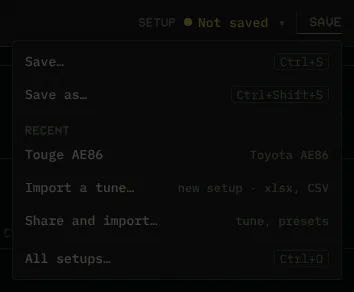 SETUP ● Not saved ▾ SAVE
Save… Ctrl+S
Save as… Ctrl+Shift+S
RECENT
Touge AE86 Toyota AE86
Import a tune… new setup · xlsx, CSV
Share and import… tune, presets
All setups… Ctrl+O